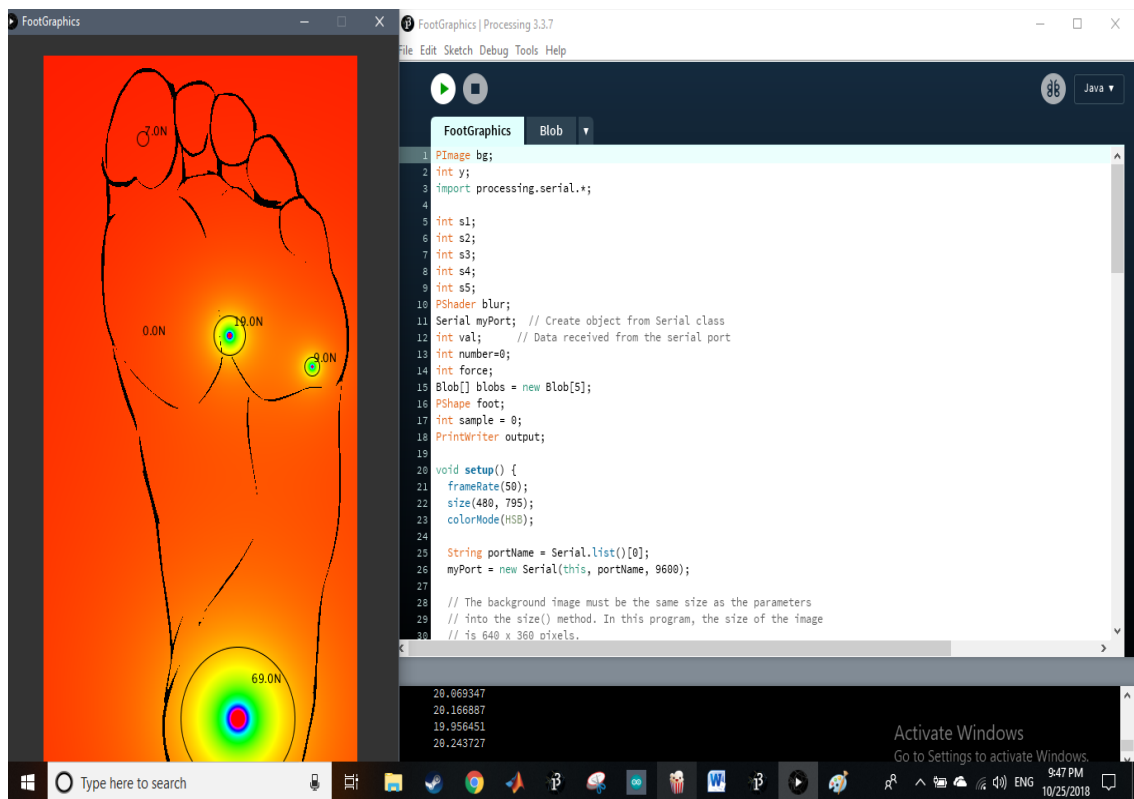 FootGraphics
7.0N
19.0N
0.0N
9.0N
69.0N
FootGraphics | Processing 3.3.7
File Edit Sketch Debug Tools Help
Java ▾
FootGraphics Blob ▾
1 PImage bg;
2 int y;
3 import processing.serial.*;
4
5 int s1;
6 int s2;
7 int s3;
8 int s4;
9 int s5;
10 PShader blur;
11 Serial myPort;  // Create object from Serial class
12 int val;      // Data received from the serial port
13 int number=0;
14 int force;
15 Blob[] blobs = new Blob[5];
16 PShape foot;
17 int sample = 0;
18 PrintWriter output;
19
20 void setup() {
21   frameRate(50);
22   size(480, 795);
23   colorMode(HSB);
24
25   String portName = Serial.list()[0];
26   myPort = new Serial(this, portName, 9600);
27
28   // The background image must be the same size as the parameters
29   // into the size() method. In this program, the size of the image
30   // is 640 x 360 pixels.
20.069347
20.166887
19.956451
20.243727
Activate Windows
Go to Settings to activate Windows.
Type here to search
ENG
9:47 PM
10/25/2018